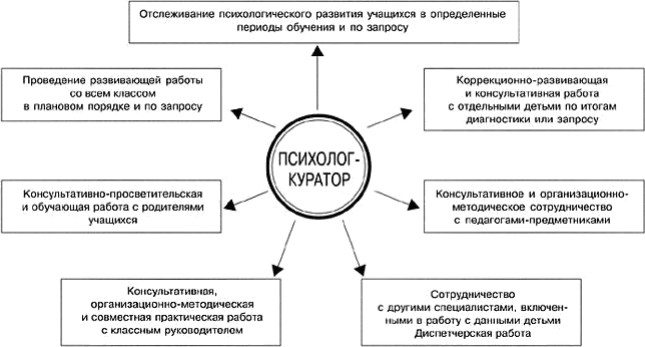 Отслеживание психологического развития учащихся в определенные
периоды обучения и по запросу
Проведение развивающей работы
со всем классом
в плановом порядке и по запросу
Коррекционно-развивающая
и консультативная работа
с отдельными детьми по итогам
диагностики или запросу
ПСИХОЛОГ-
КУРАТОР
Консультативно-просветительская
и обучающая работа с родителями
учащихся
Консультативное и организационно-
методическое сотрудничество
с педагогами-предметниками
Консультативная,
организационно-методическая
и совместная практическая работа
с классным руководителем
Сотрудничество
с другими специалистами, включен-
ными в работу с данными детьми
Диспетчерская работа